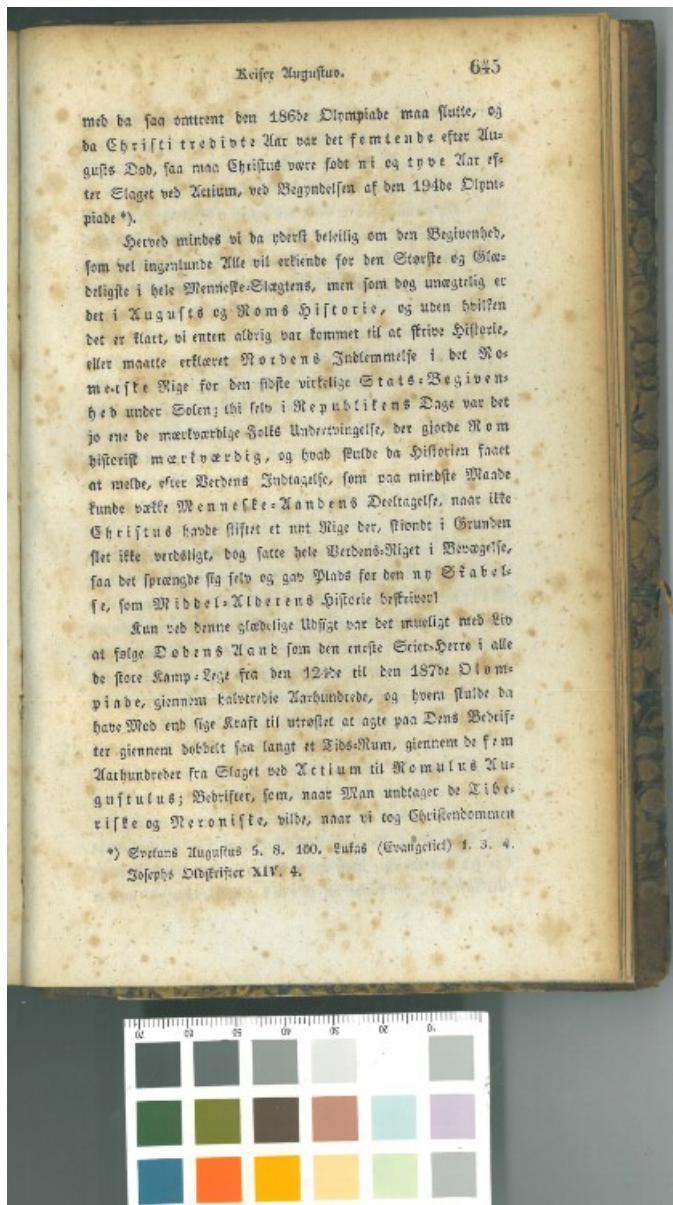 Keiser Augustus.
645
med da saa omtrent den 186de Olympiade maa slutte, og
da Christi tredivte Aar var det femtende efter Au=
gusts Død, saa maa Christus være født ni og tyve Aar ef=
ter Slaget ved Actium, ved Begyndelsen af den 194de Olym=
piade *).
Herved mindes vi da yderst beleilig om den Begivenhed,
som vel ingenlunde Alle vil erkiende for den Største og Glæ=
deligste i hele Menneske=Slægtens, men som dog unægtelig er
det i Augusts og Roms Historie, og uden hvilken
det er klart, vi enten aldrig var kommet til at skrive Historie,
eller maatte erklæret Nordens Indlemmelse i det Ro=
merske Rige for den sidste virkelige Stats=Begiven=
hed under Solen; thi selv i Republikens Dage var det
jo ene de mærkværdige Folks Undertvingelse, der gjorde Rom
historisk mærkværdig, og hvad skulde da Historien faaet
at melde, efter Verdens Indtagelse, som paa mindste Maade
kunde vække Menneske=Aandens Deeltagelse, naar ikke
Christus havde stiftet et nyt Rige der, skiøndt i Grunden
slet ikke verdsligt, dog satte hele Verdens=Riget i Bevægelse,
saa det sprængde sig selv og gav Plads for den ny Skabel=
se, som Middel=Alderens Historie beskriver!
Kun ved denne glædelige Udsigt var det mueligt med Liv
at følge Dødens Aand som den eneste Seier=Herre i alle
de store Kamp=Lege fra den 124de til den 187de Olym=
piade, giennem halvtredie Aarhundrede, og hvem skulde da
have Mod end sige Kraft til utrøstet at agte paa Dens Bedrif=
ter giennem dobbelt saa langt et Tids=Rum, giennem de fem
Aarhundreder fra Slaget ved Actium til Romulus Au=
gustulus; Bedrifter, som, naar Man undtager de Tibe=
riske og Neroniske, vilde, naar vi tog Christendommen
*) Svetons Augustus 5. 8. 100. Lukas (Evangeliet) 1. 3. 4.
Josephs Oldskrifter XIV. 4.
70 60 50 40 30 20 10